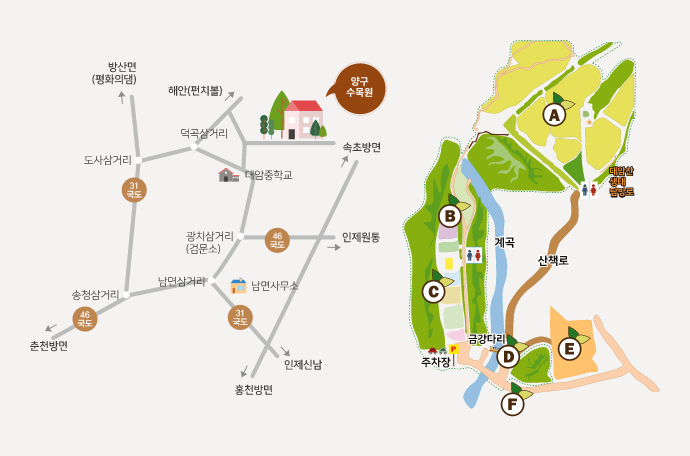 방산면
(평화의댐)
해안(펀치볼)
양구
수목원
덕곡삼거리
속초방면
도사삼거리
대암중학교
31
국도
광치삼거리
(검문소)
46
국도
인제원통
남면삼거리
남면사무소
송청삼거리
46
국도
31
국도
춘천방면
인제신남
홍천방면
A
대암산
생태
탐방로
B
계곡
산책로
C
금강다리
P
주차장
D
E
F